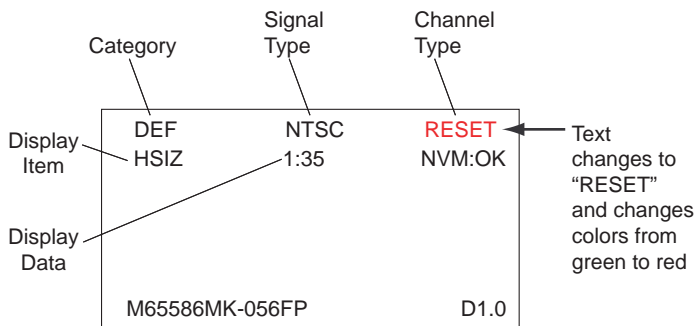 Category
Signal
Type
Channel
Type
DEF NTSC RESET
HSIZ 1:35 NVM:OK
M65586MK-056FP D1.0
Display
Item
Display
Data
Text
changes to
“RESET”
and changes
colors from
green to red